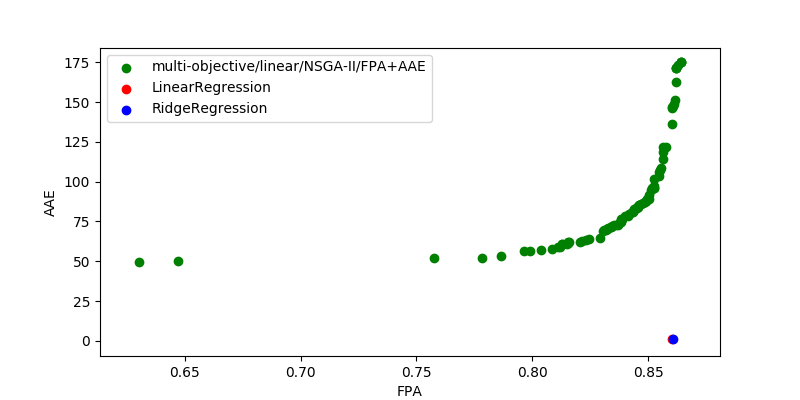 multi-objective/linear/NSGA-II/FPA+AAE
LinearRegression
RidgeRegression
175
150
125
100
75
50
25
0
AAE
0.65 0.70 0.75 0.80 0.85
FPA